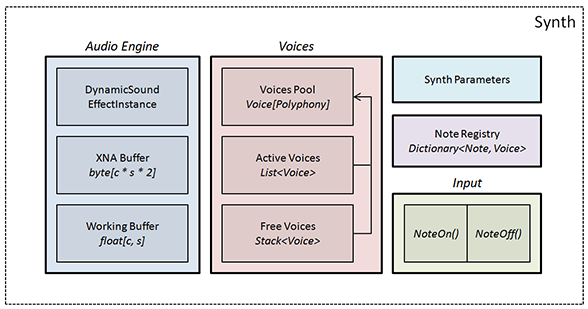 Synth
Audio Engine
DynamicSound
EffectInstance
XNA Buffer
byte[c * s * 2]
Working Buffer
float[c, s]
Voices
Voices Pool
Voice[Polyphony]
Active Voices
List<Voice>
Free Voices
Stack<Voice>
Synth Parameters
Note Registry
Dictionary<Note, Voice>
Input
NoteOn()
NoteOff()